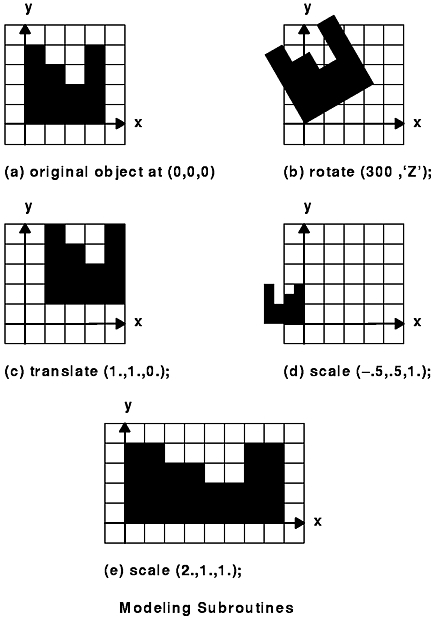 y
x
(a) original object at (0,0,0)
y
x
(b) rotate (300 ,‘Z’);
y
x
(c) translate (1.,1.,0.);
y
x
(d) scale (–.5,.5,1.);
y
x
(e) scale (2.,1.,1.);
Modeling Subroutines